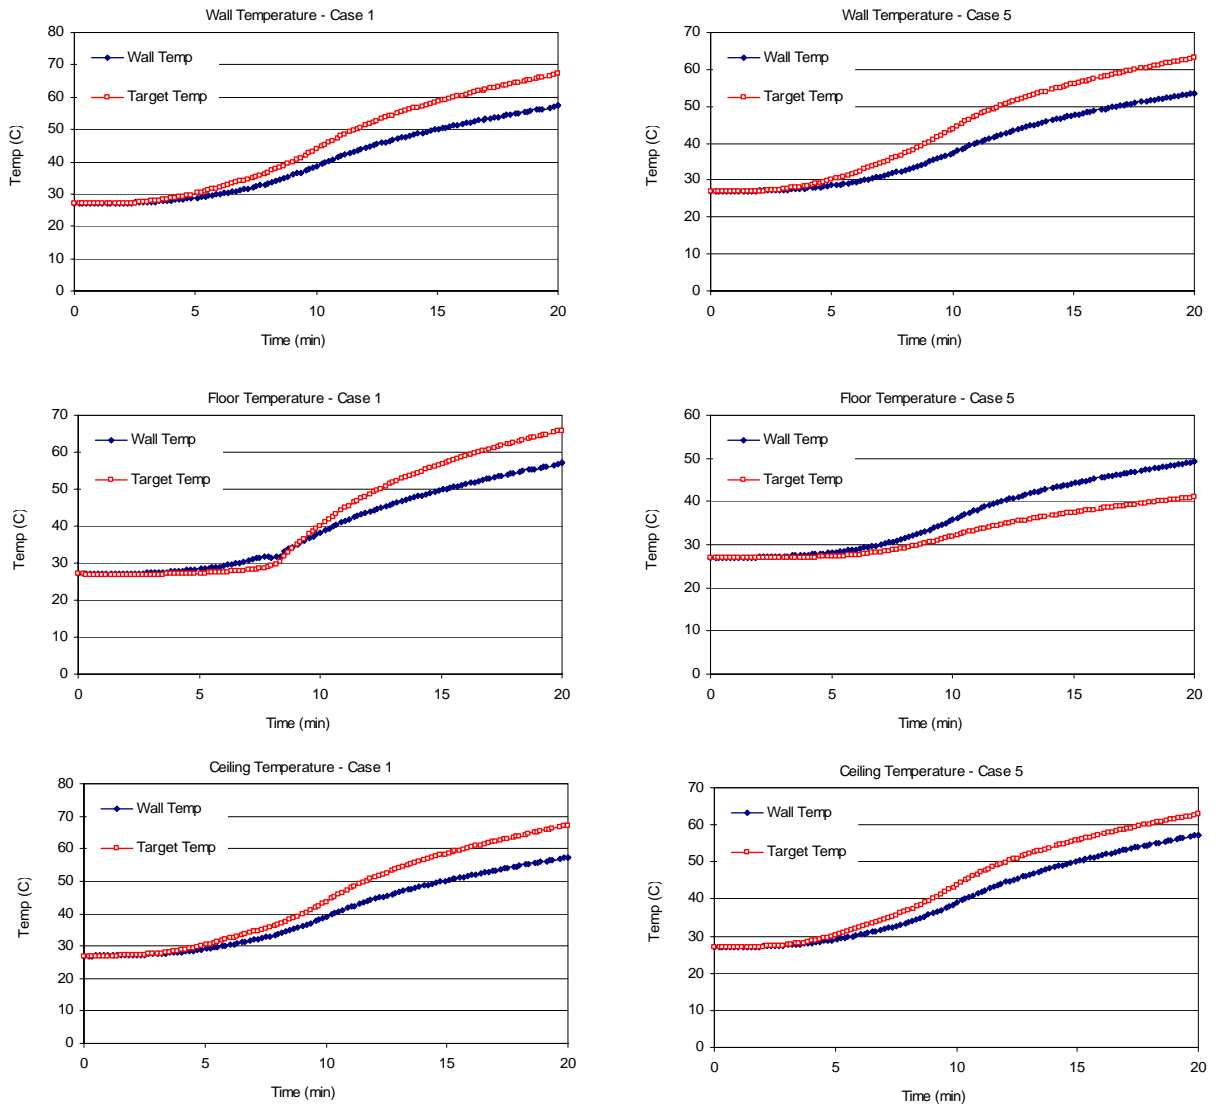 Wall Temperature - Case 1
80
70
60
50
40
30
20
10
0
Temp (C)
Wall Temp
Target Temp
0 5 10 15 20
Time (min)
Wall Temperature - Case 5
70
60
50
40
30
20
10
0
Temp (C)
Wall Temp
Target Temp
0 5 10 15 20
Time (min)
Floor Temperature - Case 1
70
60
50
40
30
20
10
0
Temp (C)
Wall Temp
Target Temp
0 5 10 15 20
Time (min)
Floor Temperature - Case 5
60
50
40
30
20
10
0
Temp (C)
Wall Temp
Target Temp
0 5 10 15 20
Time (min)
Ceiling Temperature - Case 1
80
70
60
50
40
30
20
10
0
Temp (C)
Wall Temp
Target Temp
0 5 10 15 20
Time (min)
Ceiling Temperature - Case 5
70
60
50
40
30
20
10
0
Temp (C)
Wall Temp
Target Temp
0 5 10 15 20
Time (min)